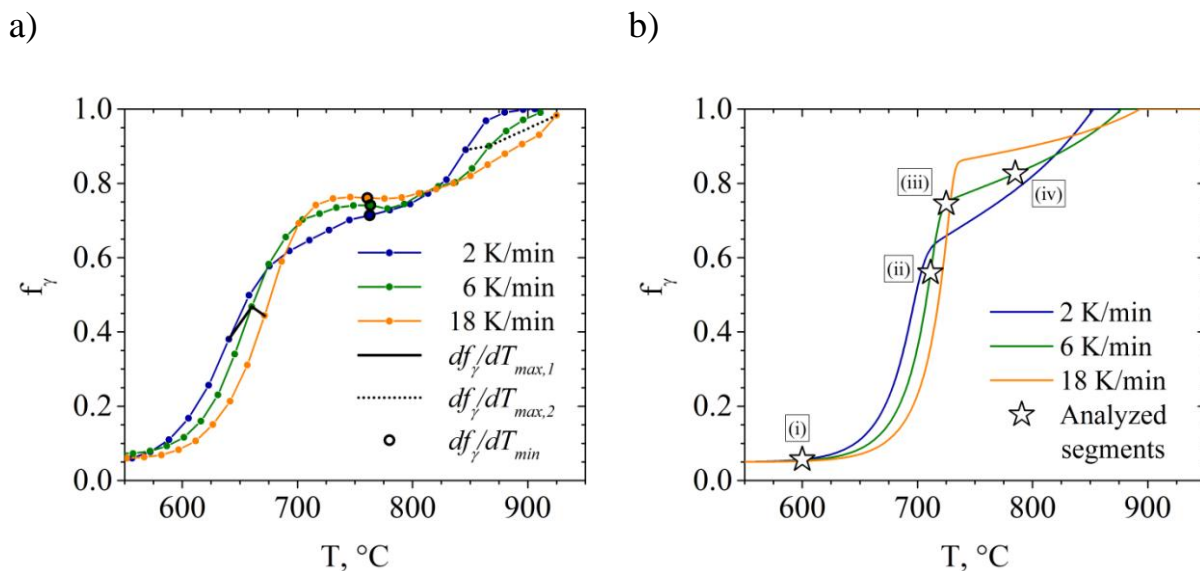 a)
b)
1.0
0.8
0.6
0.4
0.2
0.0
fγ
600 700 800 900
T, °C
2 K/min
6 K/min
18 K/min
dfγ/dTmax,1
dfγ/dTmax,2
dfγ/dTmin
1.0
0.8
0.6
0.4
0.2
0.0
fγ
600 700 800 900
T, °C
(i)
(ii)
(iii)
(iv)
2 K/min
6 K/min
18 K/min
Analyzed
segments